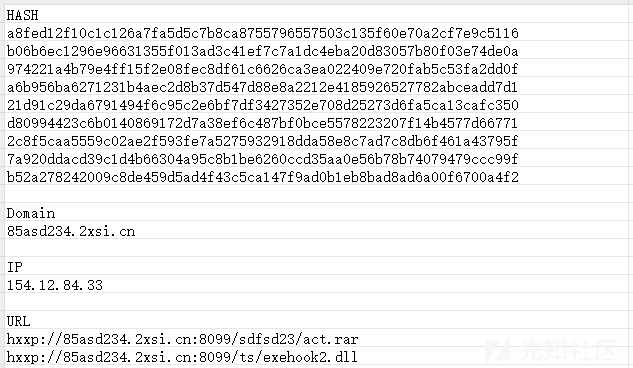 HASH
a8fed12f10c1c126a7fa5d5c7b8ca8755796557503c135f60e70a2cf7e9c5116
b06b6ec1296e96631355f013ad3c41ef7c7a1dc4eba20d83057b80f03e74de0a
974221a4b79e4ff15f2e08fec8df61c6626ca3ea022409e720fab5c53fa2dd0f
a6b956ba6271231b4aec2d8b37d547d88e8a2212e4185926527782abceadd7d1
21d91c29da6791494f6c95c2e6bf7df3427352e708d25273d6fa5ca13cafc350
d80994423c6b0140869172d7a38ef6c487bf0bce5578223207f14b4577d66771
2c8f5caa5559c02ae2f593fe7a5275932918dda58e8c7ad7c8db6f461a43795f
7a920ddacd39c1d4b66304a95c8b1be6260ccd35aa0e56b78b74079479ccc99f
b52a278242009c8de459d5ad4f43c5ca147f9ad0b1eb8bad8ad6a00f6700a4f2
Domain
85asd234.2xsi.cn
IP
154.12.84.33
URL
hxxp://85asd234.2xsi.cn:8099/sdfsd23/act.rar
hxxp://85asd234.2xsi.cn:8099/ts/exehook2.dll
先知社区